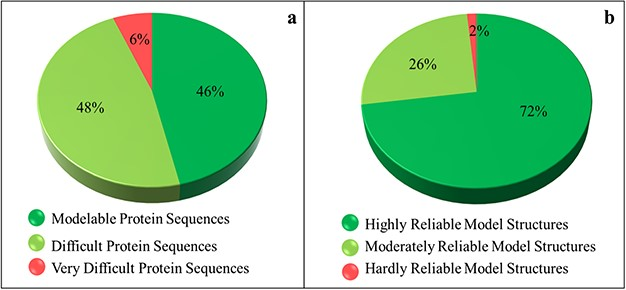 a
6%
46%
48%
Modelable Protein Sequences
Difficult Protein Sequences
Very Difficult Protein Sequences
b
2%
26%
72%
Highly Reliable Model Structures
Moderately Reliable Model Structures
Hardly Reliable Model Structures